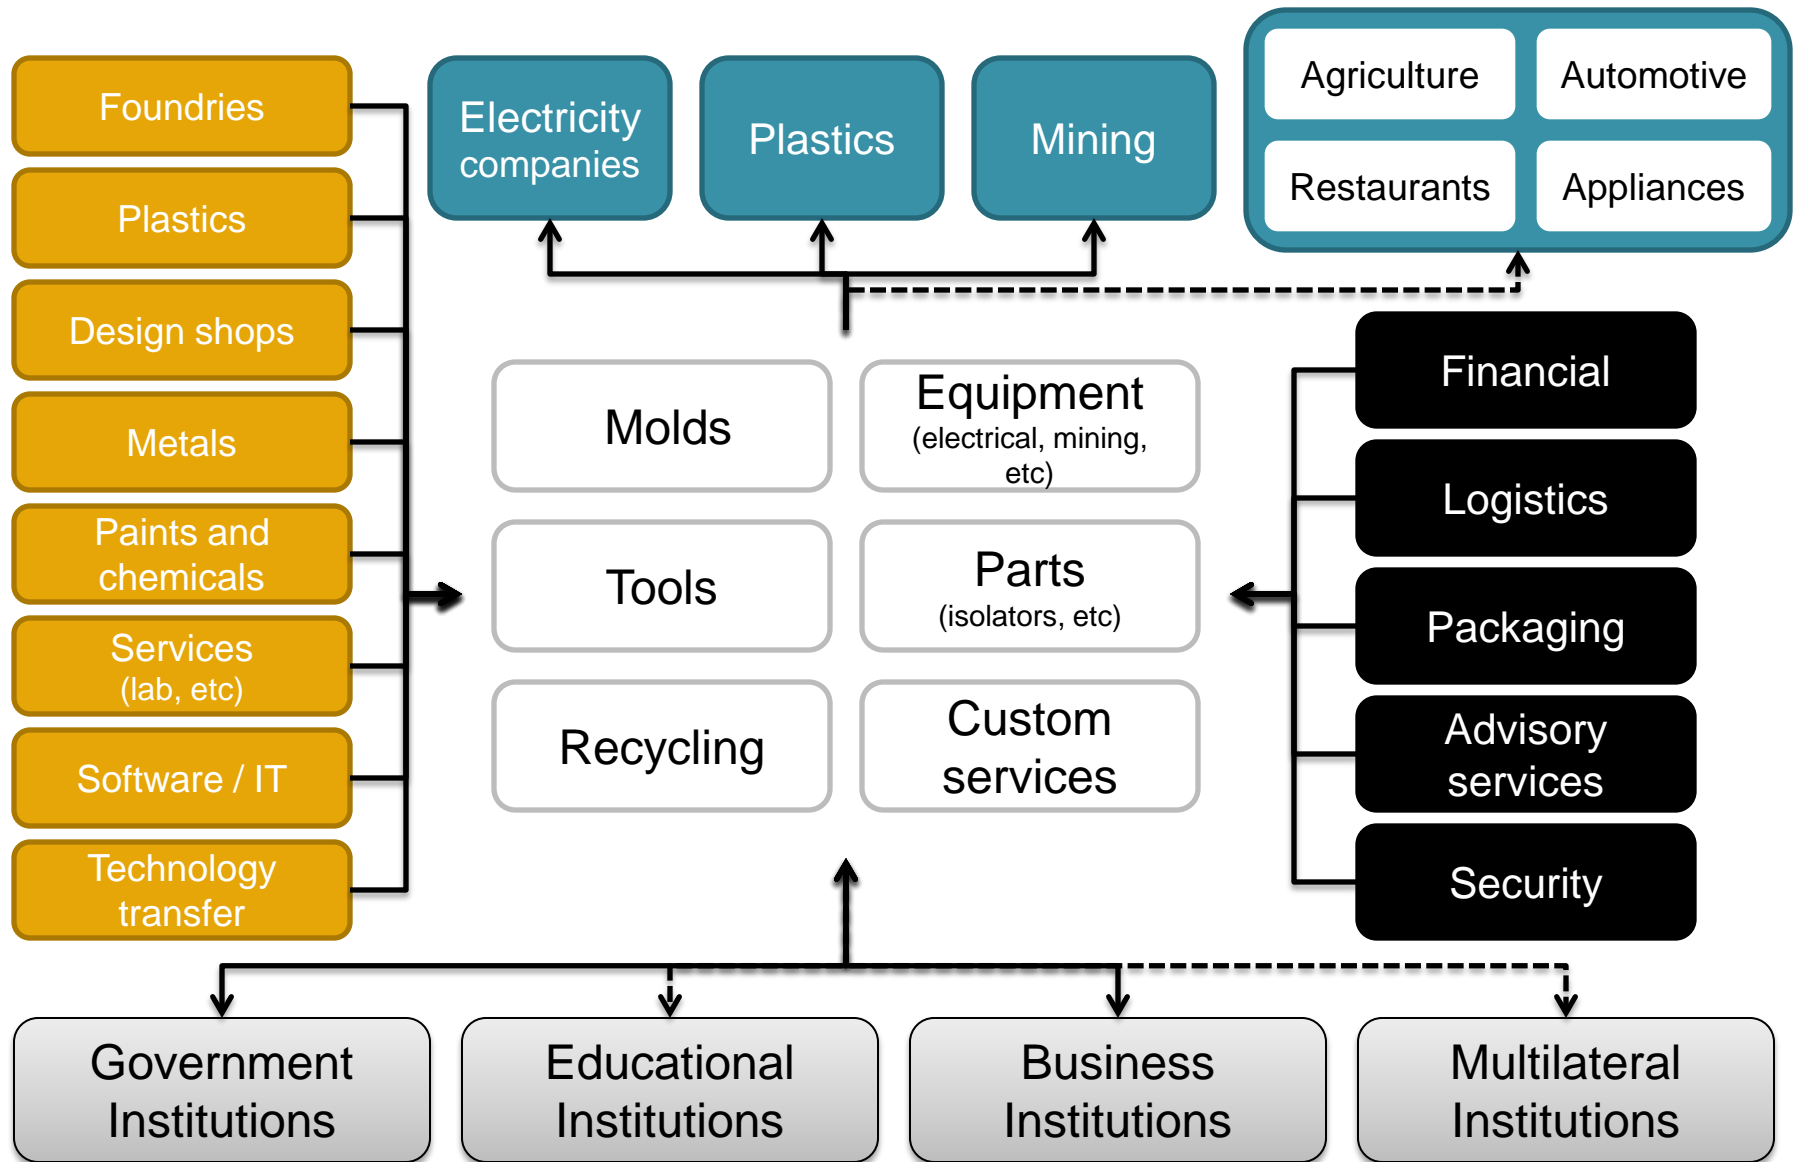 Foundries
Plastics
Design shops
Metals
Paints and
chemicals
Services
(lab, etc)
Software / IT
Technology
transfer
Electricity
companies
Plastics
Mining
Agriculture
Automotive
Restaurants
Appliances
Molds
Equipment
(electrical, mining,
etc)
Tools
Parts
(isolators, etc)
Recycling
Custom
services
Financial
Logistics
Packaging
Advisory
services
Security
Government
Institutions
Educational
Institutions
Business
Institutions
Multilateral
Institutions